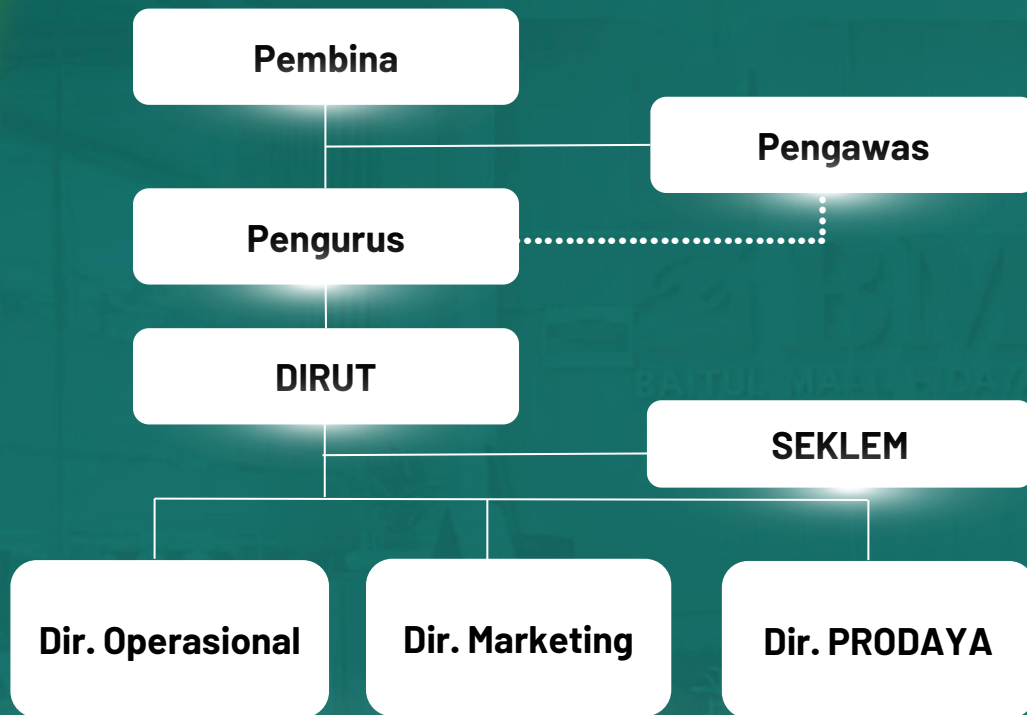 Pembina
Pengawas
Pengurus
DIRUT
SEKLEM
Dir. Operasional
Dir. Marketing
Dir. PRODAYA